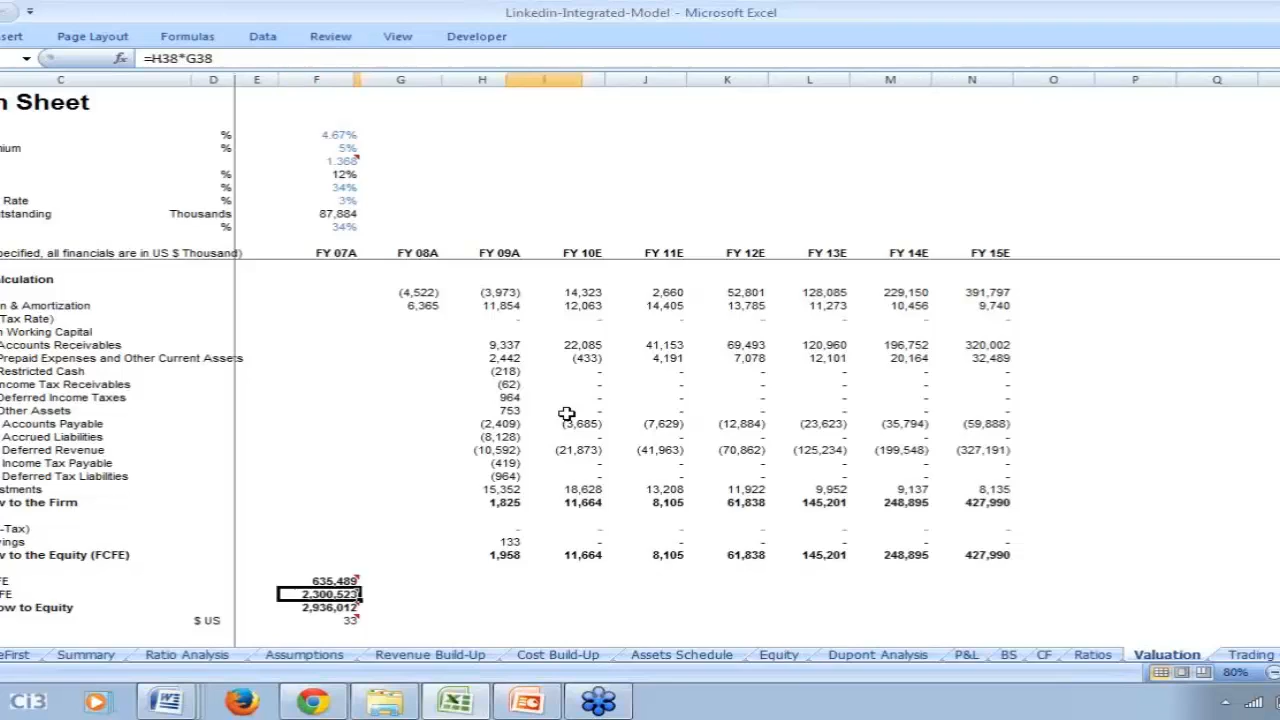 Linkedin-Integrated-Model - Microsoft Excel
sert Page Layout Formulas Data Review View Developer
fx =H38*G38
C D E F G H I J K L M N O P Q
n Sheet
% 4.67%
nium % 5%
1.368
% 12%
% 34%
Rate % 3%
utstanding Thousands 87,884
% 34%
pecified, all financials are in US $ Thousand) FY 07A FY 08A FY 09A FY 10E FY 11E FY 12E FY 13E FY 14E FY 15E
alculation
(4,522) (3,973) 14,323 2,660 52,801 128,085 229,150 391,797
n & Amortization 6,365 11,854 12,063 14,405 13,785 11,273 10,456 9,740
Tax Rate) - - - - - - -
n Working Capital
Accounts Receivables 9,337 22,085 41,153 69,493 120,960 196,752 320,002
Prepaid Expenses and Other Current Assets 2,442 (433) 4,191 7,078 12,101 20,164 32,489
Restricted Cash (218) - - - - - -
Income Tax Receivables (62) - - - - - -
Deferred Income Taxes 964 - - - - - -
Other Assets 753 - - - - - -
Accounts Payable (2,409) (3,685) (7,629) (12,884) (23,623) (35,794) (59,888)
Accrued Liabilities (8,128) - - - - - -
Deferred Revenue (10,592) (21,873) (41,963) (70,862) (125,234) (199,548) (327,191)
Income Tax Payable (419) - - - - - -
Deferred Tax Liabilities (964) - - - - - -
stments 15,352 18,628 13,208 11,922 9,952 9,137 8,135
w to the Firm 1,825 11,664 8,105 61,838 145,201 248,895 427,990
-Tax) - - - - - - -
vings 133 - - - - - -
w to the Equity (FCFE) 1,958 11,664 8,105 61,838 145,201 248,895 427,990
FE 635,489
FE 2,300,523
ow to Equity 2,936,012
$ US 33
eFirst Summary Ratio Analysis Assumptions Revenue Build-Up Cost Build-Up Assets Schedule Equity Dupont Analysis P&L BS CF Ratios Valuation Trading
80%